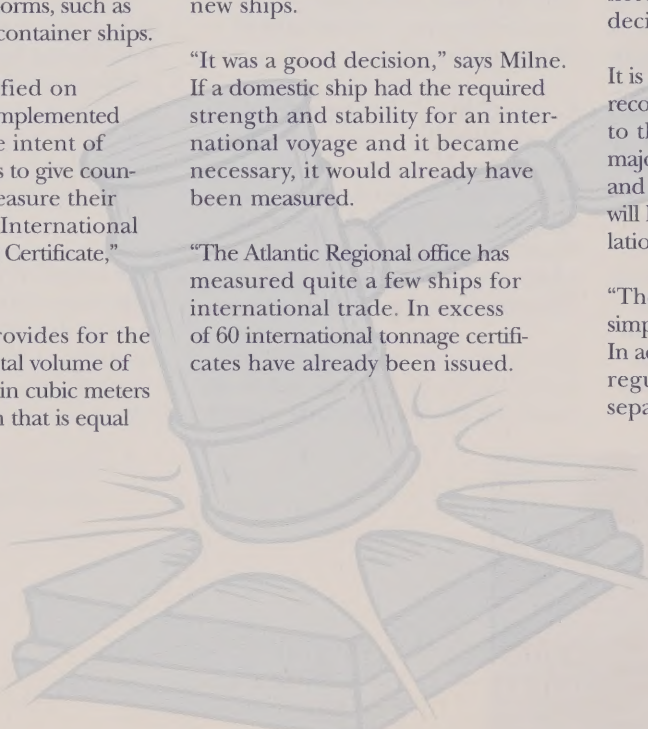 orms, such as
container ships.
fied on
mplemented
e intent of
s to give coun-
easure their
International
Certificate,”
rovides for the
tal volume of
in cubic meters
n that is equal
new ships.
“It was a good decision,” says Milne.
If a domestic ship had the required
strength and stability for an inter-
national voyage and it became
necessary, it would already have
been measured.
“The Atlantic Regional office has
measured quite a few ships for
international trade. In excess
of 60 international tonnage certifi-
cates have already been issued.
deci
It is
reco
to th
majo
and
will
latio
“Th
simp
In ac
regu
sepa